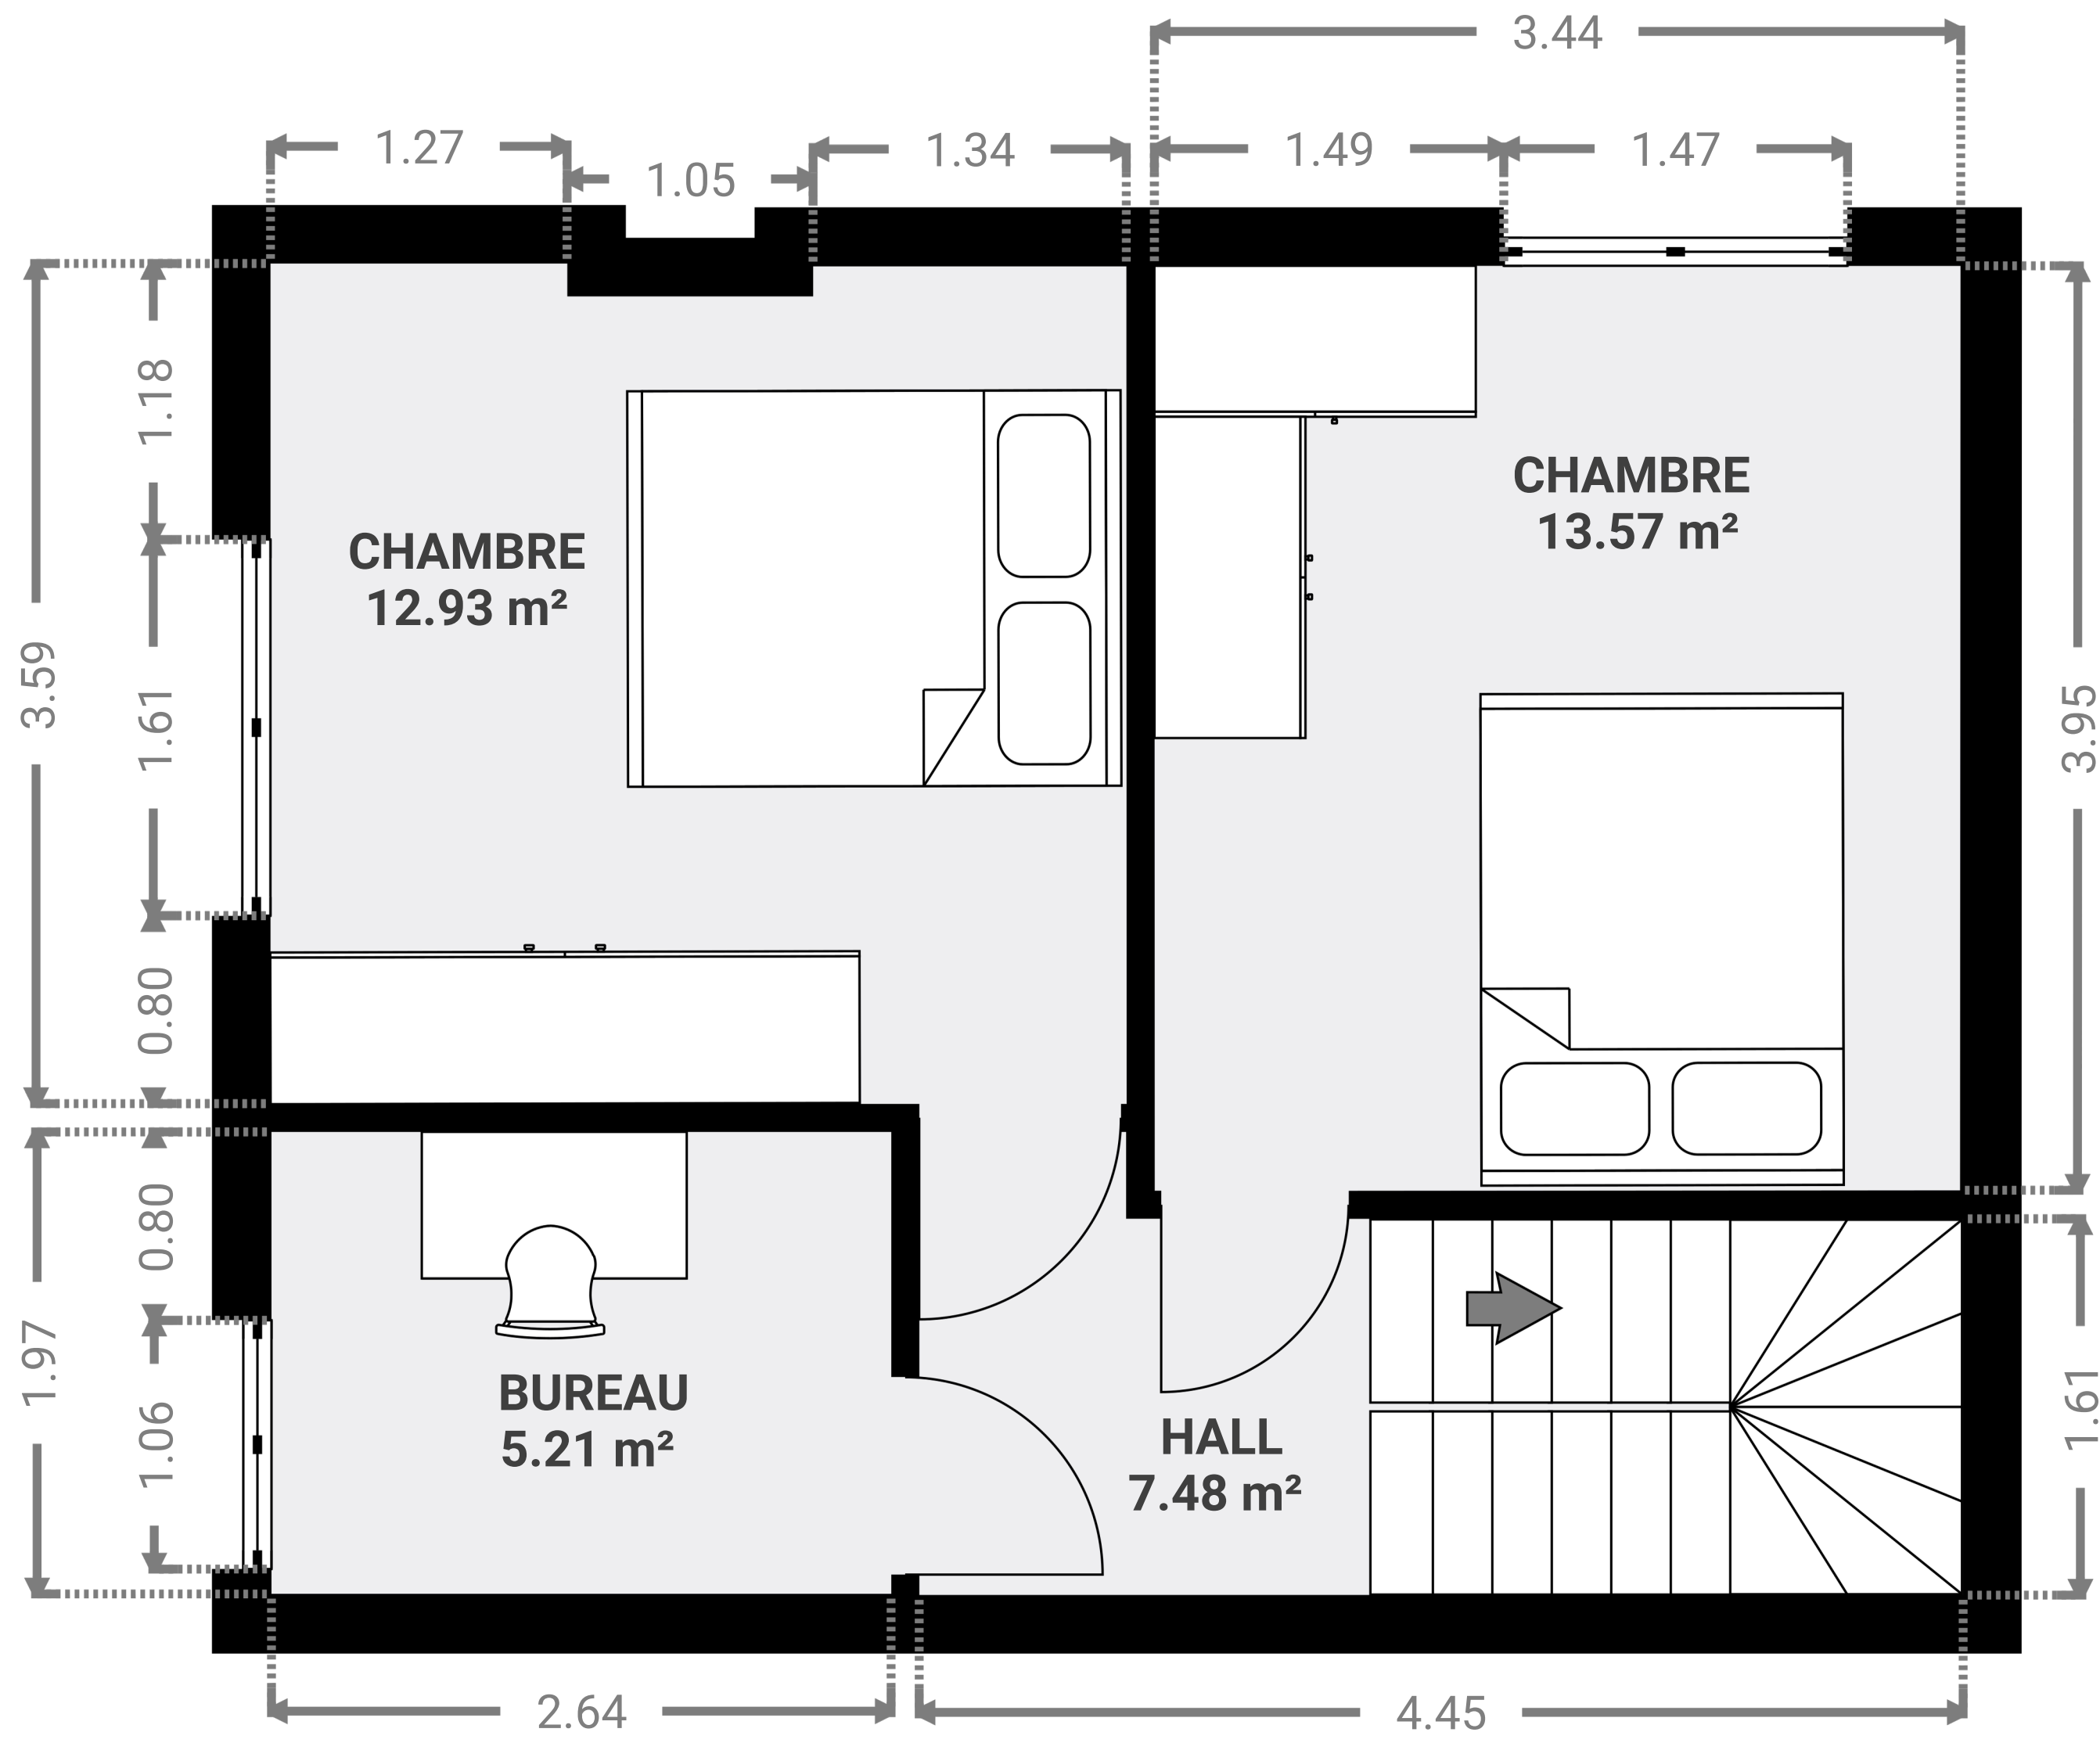 3.44
1.27
1.05
1.34
1.49
1.47
1.18
3.59
1.61
0.80
CHAMBRE
12.93 m²
CHAMBRE
13.57 m²
3.95
0.80
1.97
1.06
BUREAU
5.21 m²
HALL
7.48 m²
1.61
2.64
4.45